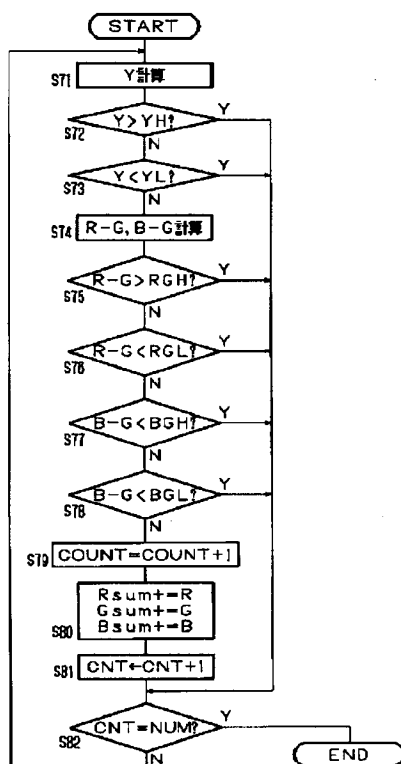 START
S71 Y計算
Y>YH? Y
S72 N
Y<YL? Y
S73 N
S74 R-G, B-G計算
R-G>RGH? Y
S75 N
R-G<RGL? Y
S76 N
B-G<BGH? Y
S77 N
B-G<BGL? Y
S78 N
S79 COUNT=COUNT+1
Rsum+=R
Gsum+=G
S80 Bsum+=B
S81 CNT←CNT+1
CNT=NUM? Y
S82 N
END